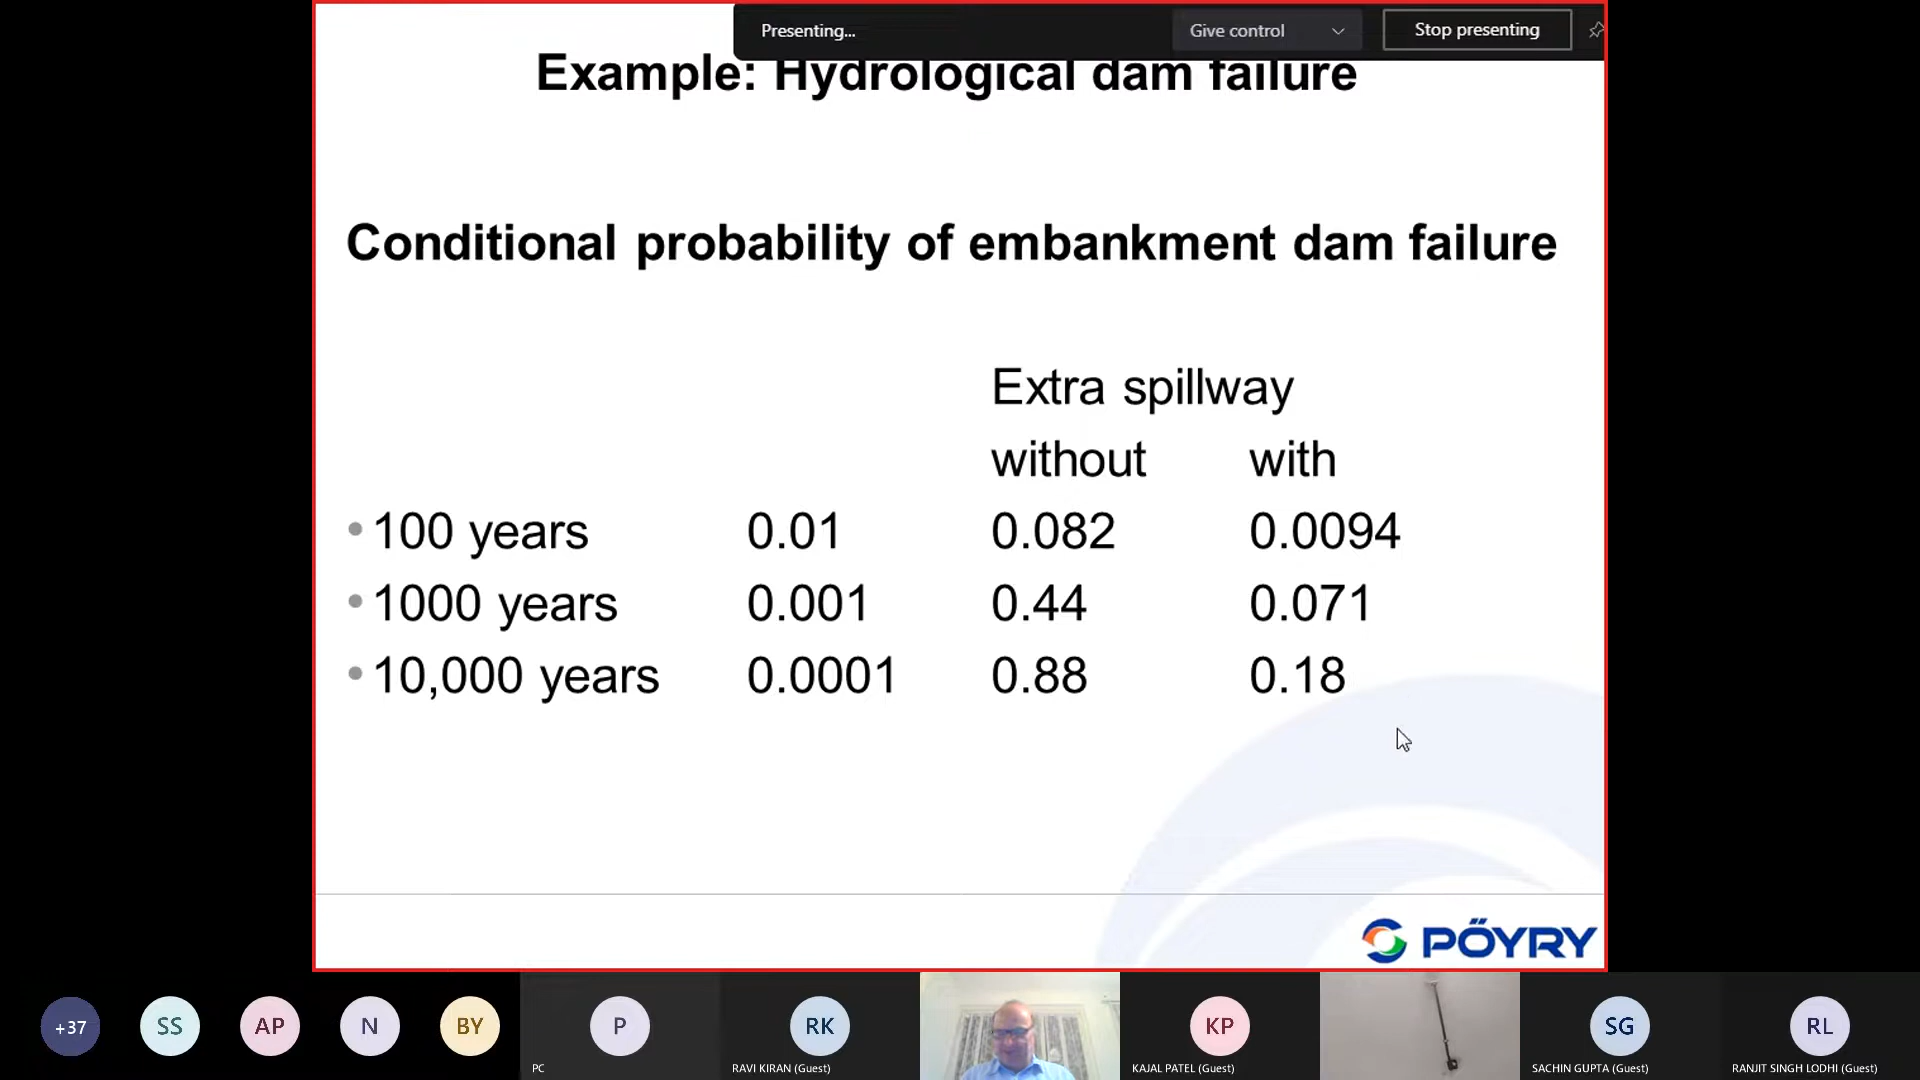 Presenting...
Give control
Stop presenting
Example: Hydrological dam failure
Conditional probability of embankment dam failure
Extra spillway
without with
• 100 years 0.01 0.082 0.0094
• 1000 years 0.001 0.44 0.071
• 10,000 years 0.0001 0.88 0.18
PÖYRY
+37
SS
AP
N
BY
P
PC
RK
RAVI KIRAN (Guest)
KP
KAJAL PATEL (Guest)
SG
SACHIN GUPTA (Guest)
RL
RANJIT SINGH LODHI (Guest)